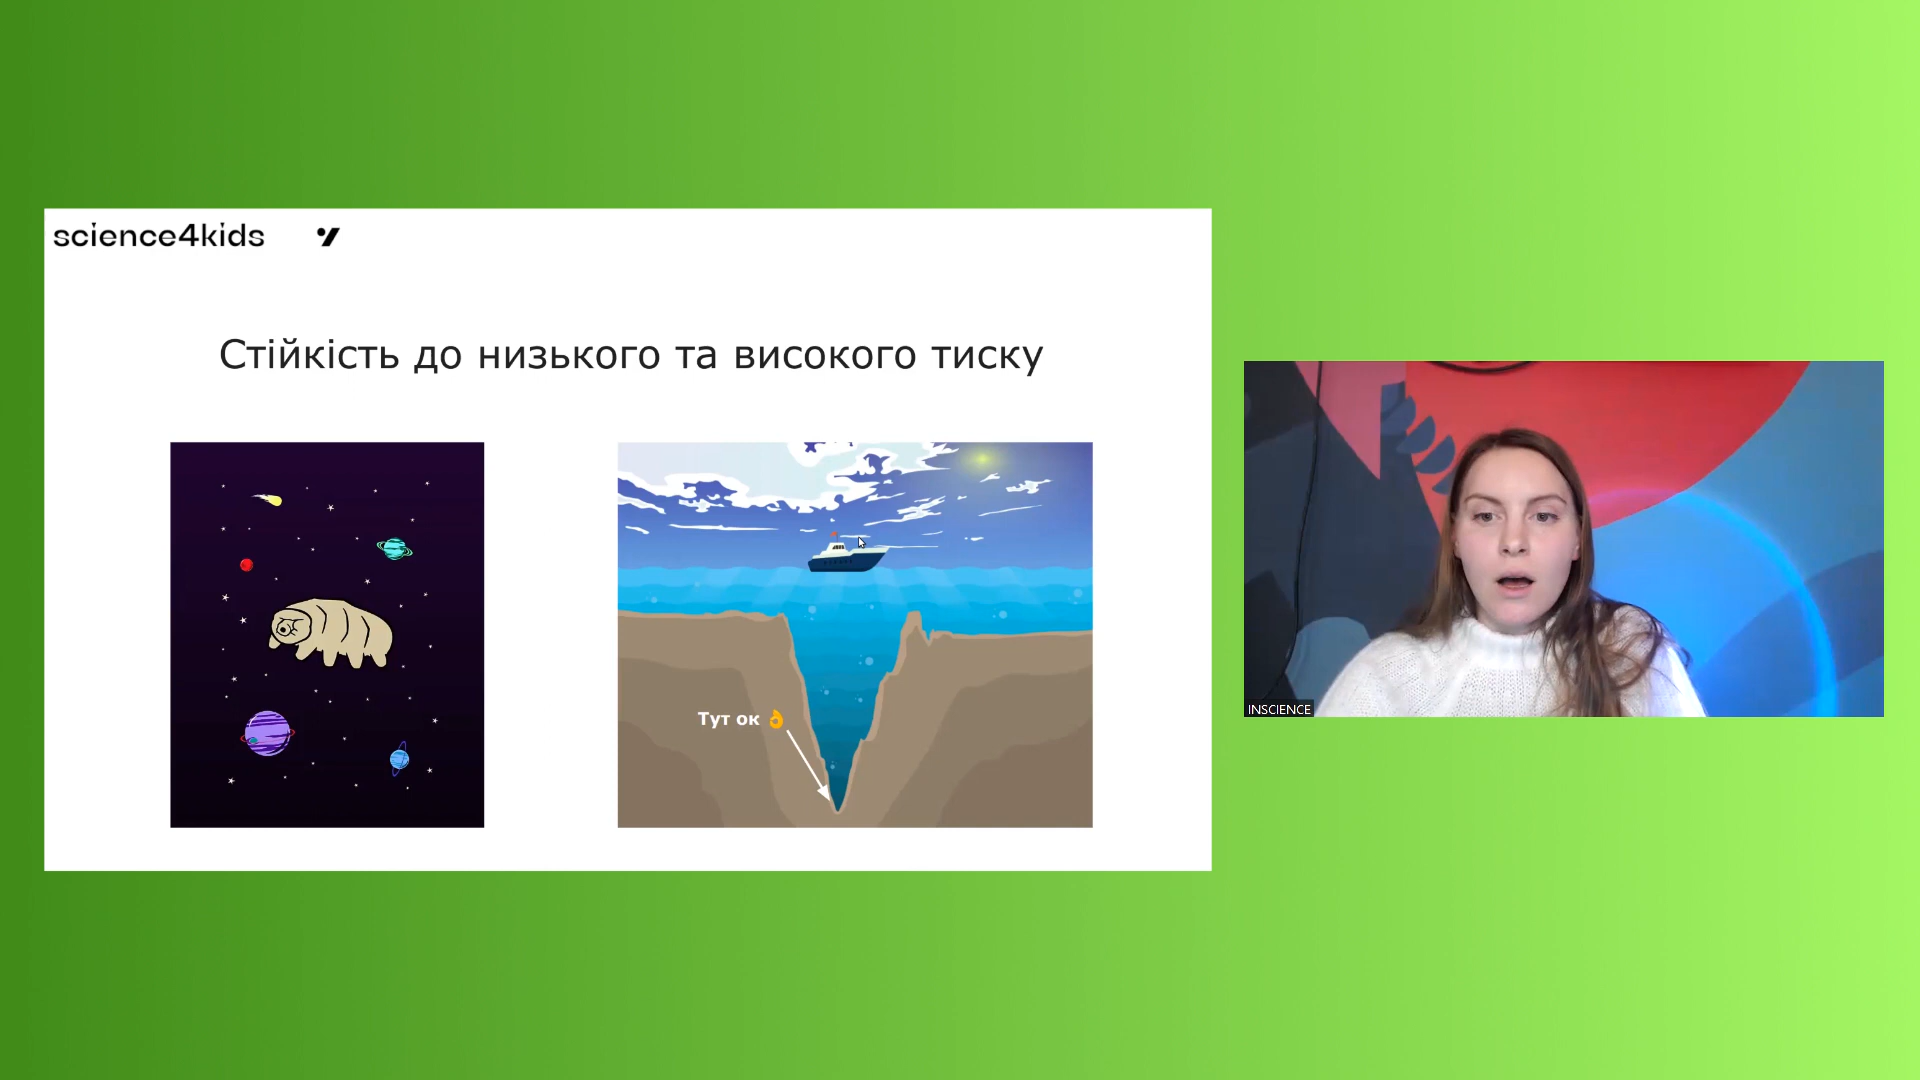 science4kids
Стійкість до низького та високого тиску
Тут ок 👌
INSCIENCE